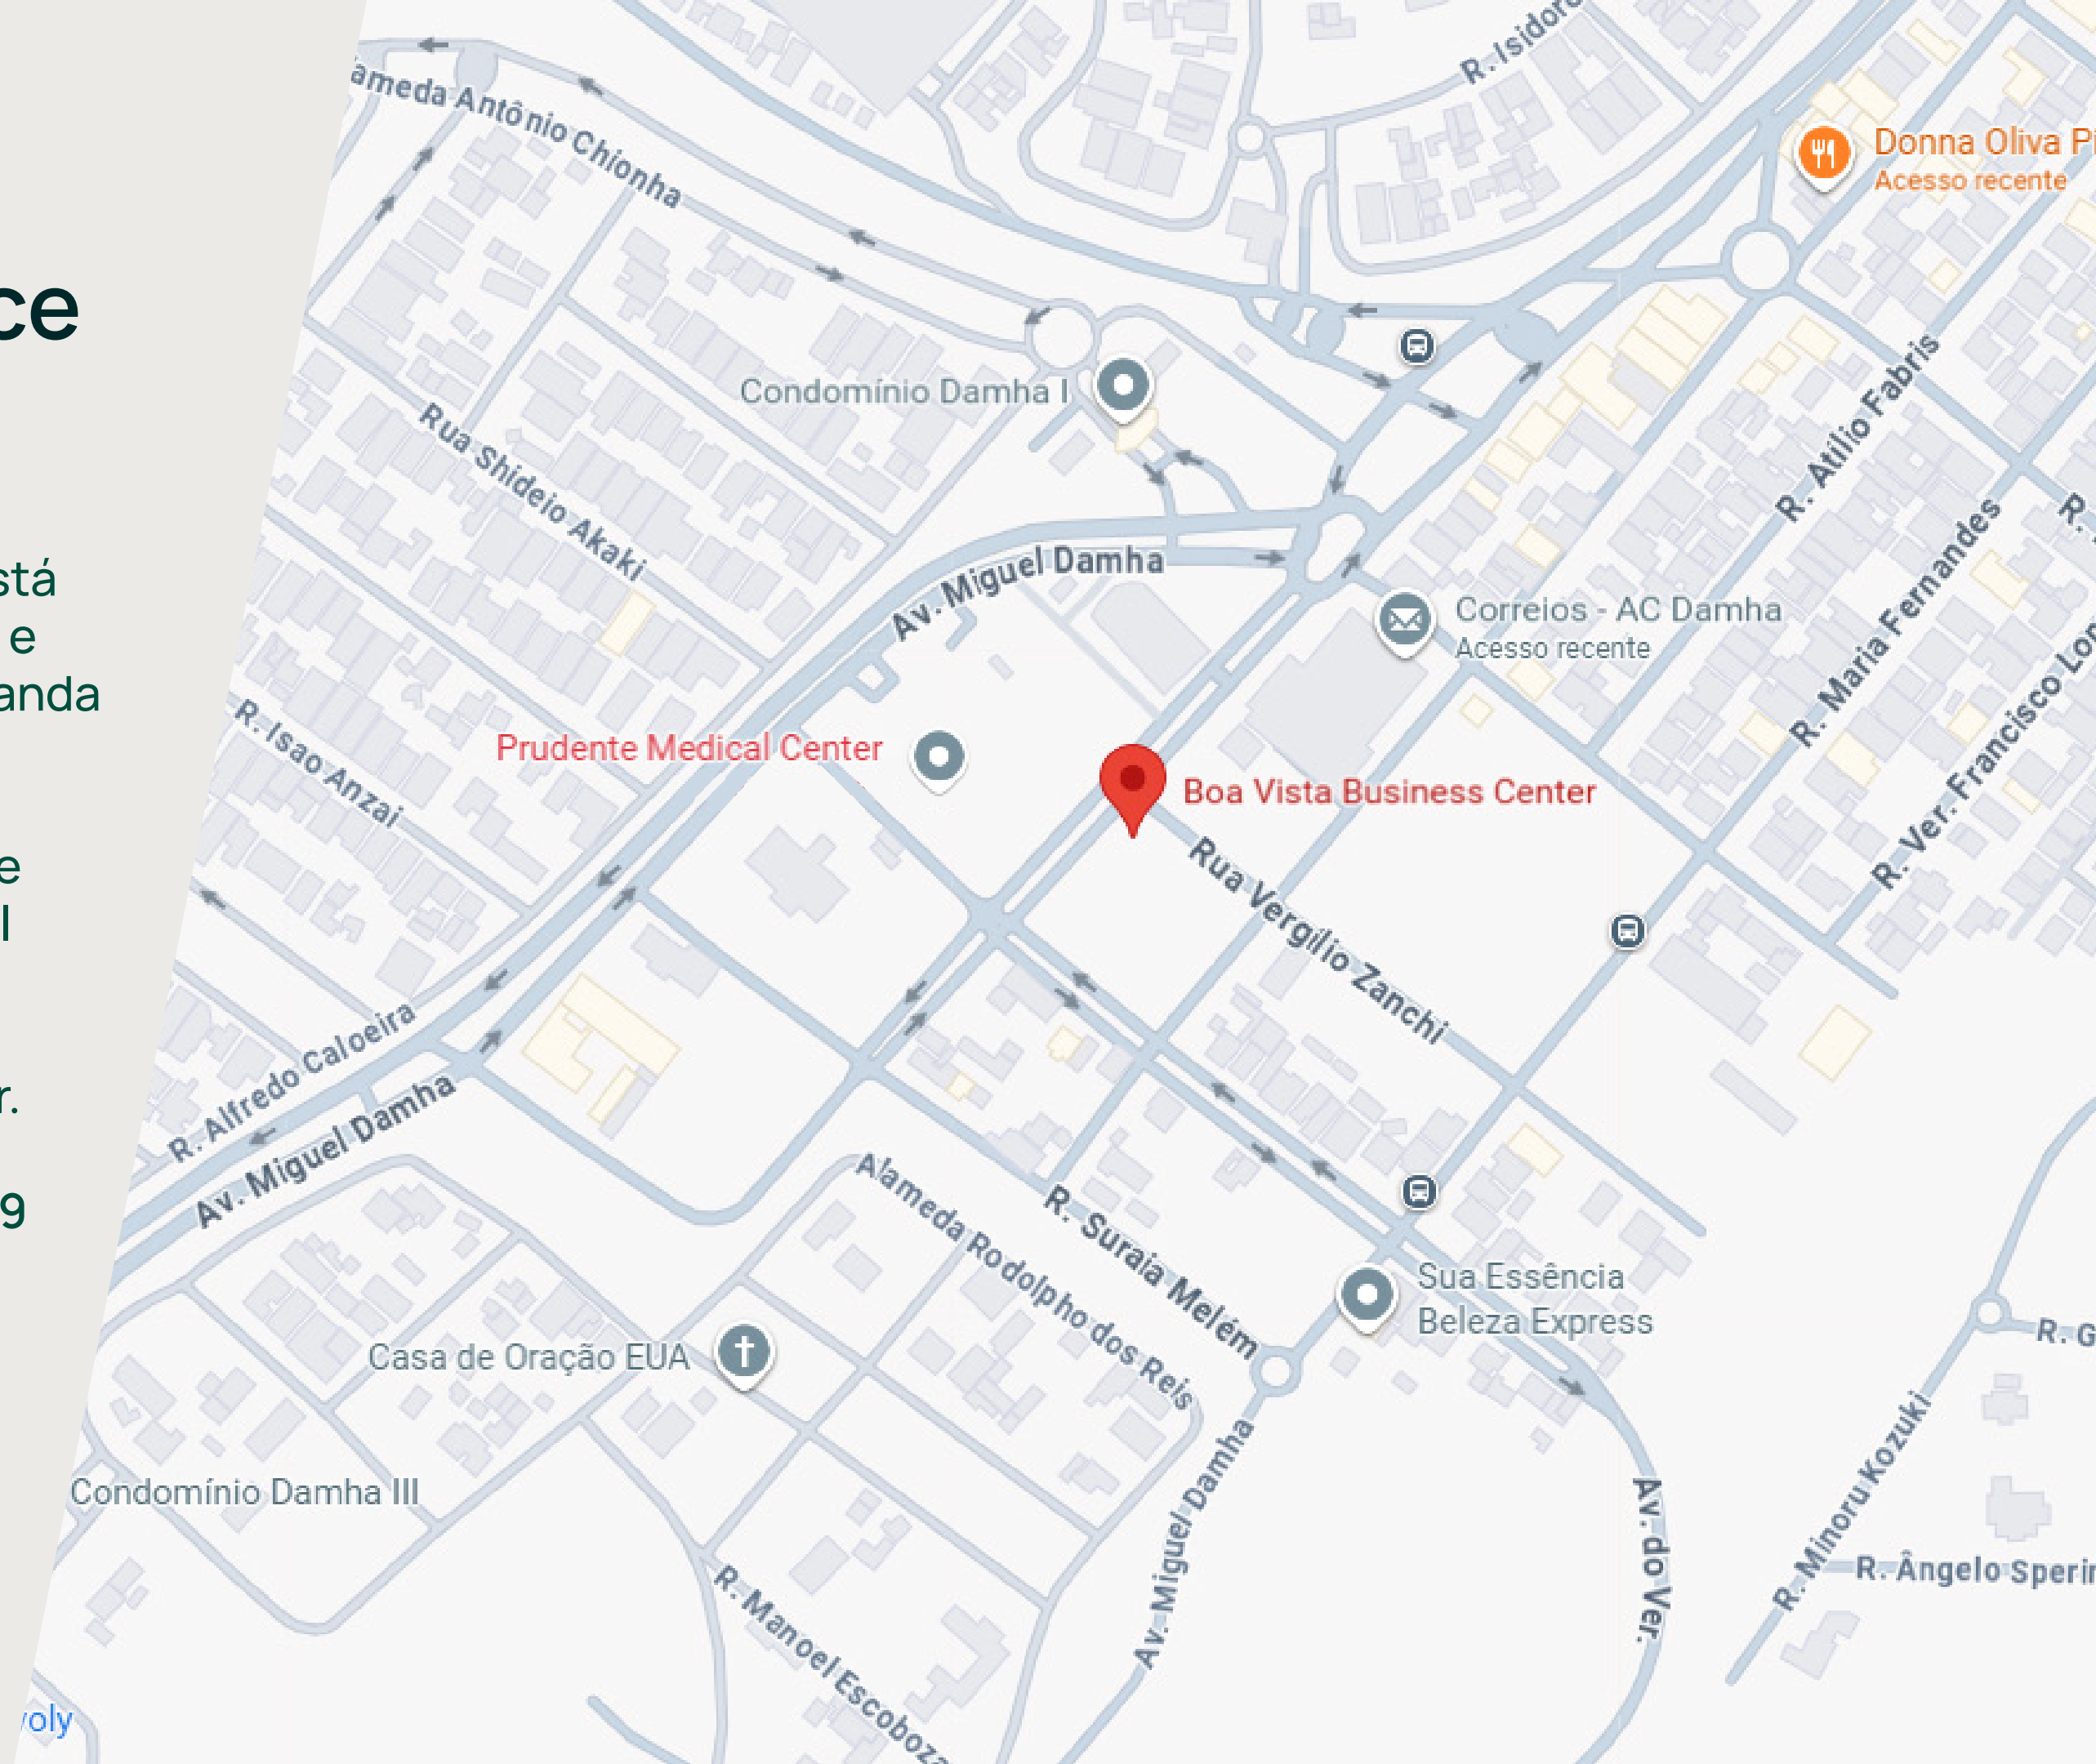 ce
stá
e
anda
e
l
r.
9
ameda Antônio Chionha
R. Isidoro
Donna Oliva Pi
Acesso recente
Condomínio Damha I
Rua Shideio Akaki
R. Atílio Fabris
R.
Av. Miguel Damha
Correios - AC Damha
Acesso recente
R. Maria Fernandes
R. Ver. Francisco Lop
R. Isao Anzai
Prudente Medical Center
Boa Vista Business Center
Rua Vergílio Zanchi
R. Alfredo Caloeira
Av. Miguel Damha
Alameda Rodolpho dos Reis
R. Suraia Melém
Sua Essência
Beleza Express
Casa de Oração EUA
R. G
R. Minoru Kozuki
Condomínio Damha III
Av. Miguel Damha
Av. do Ver.
R. Ângelo Sperin
R. Manoel Escoboza
voly